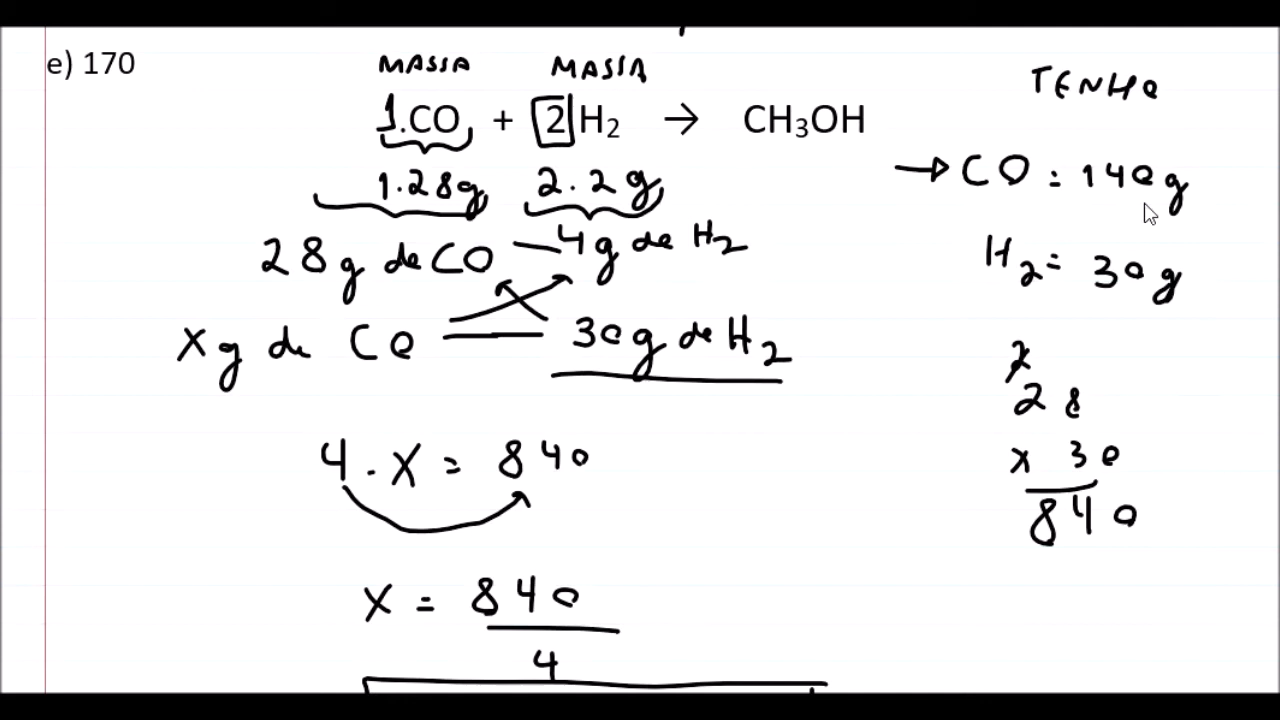 e) 170
MASSA MASSA
1.CO + 2 H₂ → CH3OH
1.28g 2.2g
28g de CO — 4g de H₂
x g de CO = 30g de H₂
4 . X = 840
X = 840
4
TENHO
→ CO = 140g
H₂ = 30g
2
28
x 30
840